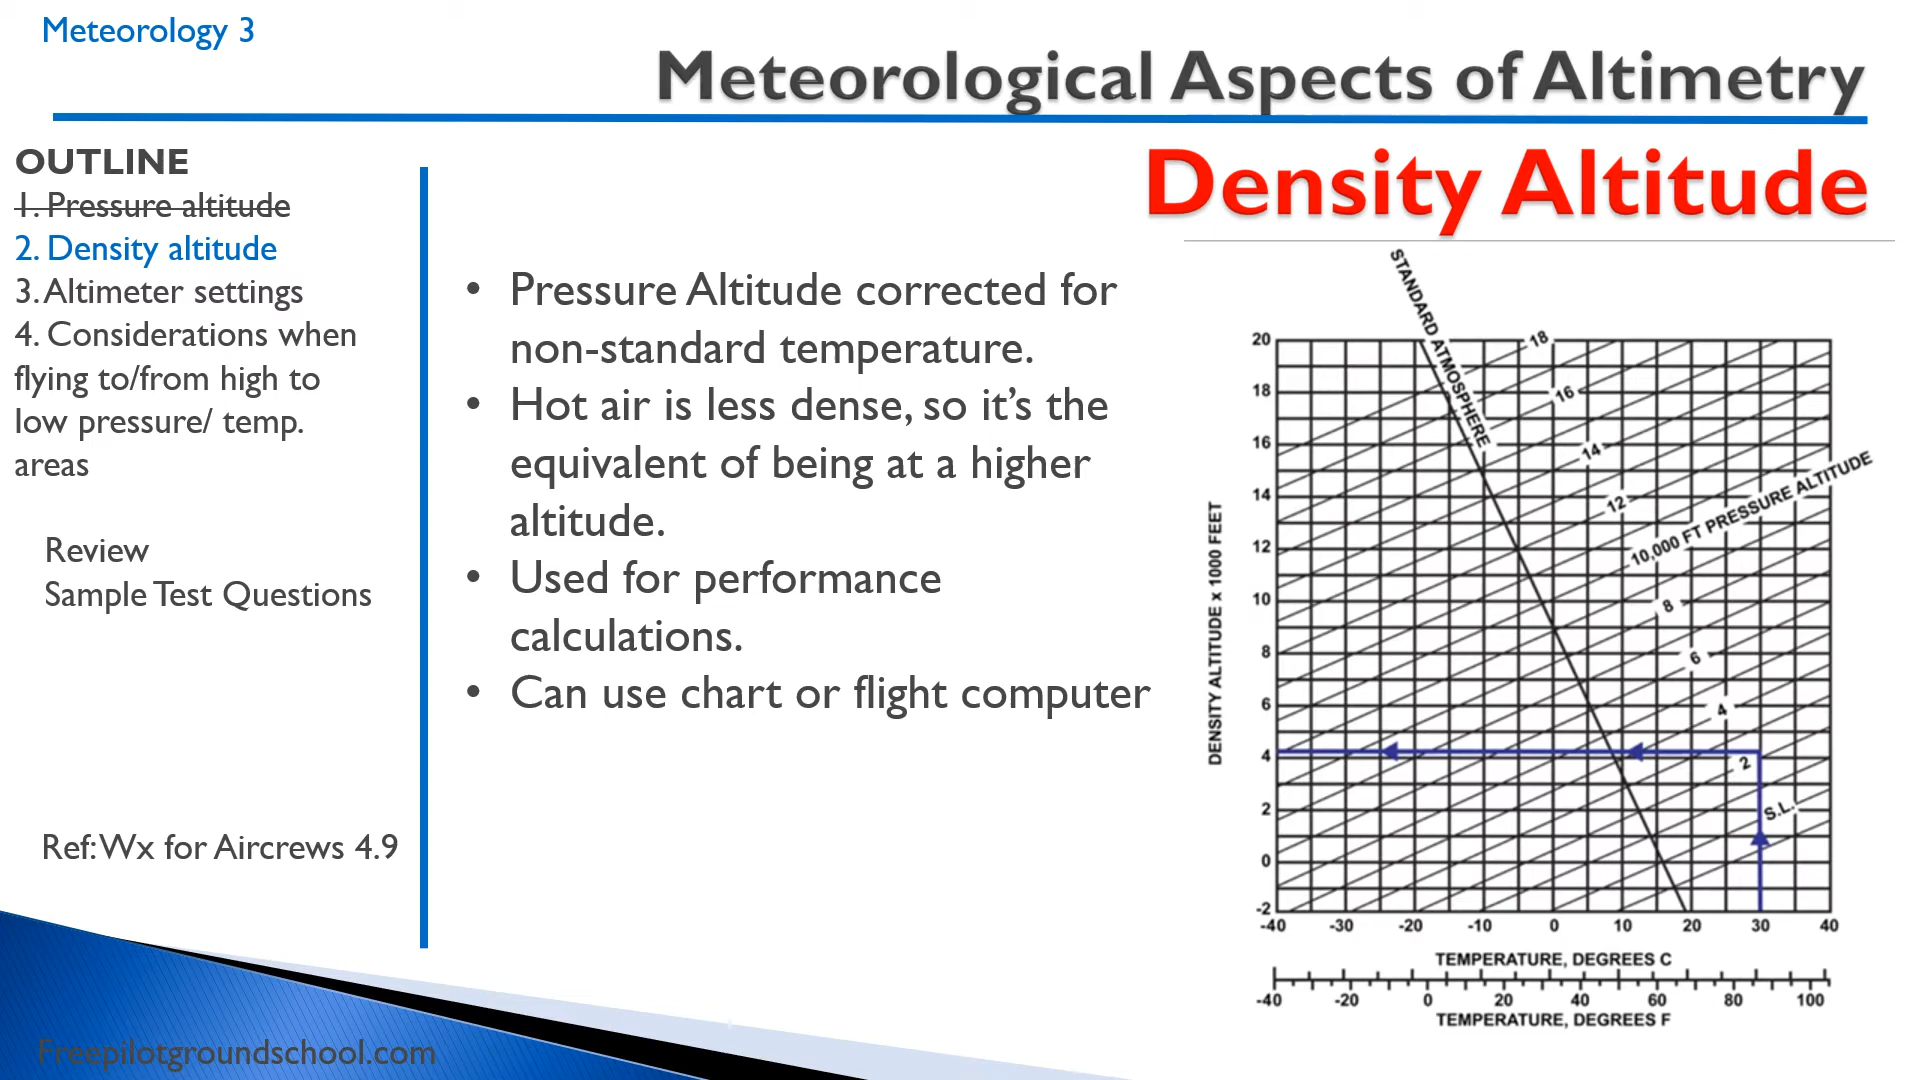 Meteorology 3
Meteorological Aspects of Altimetry
Density Altitude
OUTLINE
1. Pressure altitude
2. Density altitude
3. Altimeter settings
4. Considerations when
flying to/from high to
low pressure/ temp.
areas
Review
Sample Test Questions
Ref: Wx for Aircrews 4.9
Freepilotgroundschool.com
• Pressure Altitude corrected for
non-standard temperature.
• Hot air is less dense, so it’s the
equivalent of being at a higher
altitude.
• Used for performance
calculations.
• Can use chart or flight computer
STANDARD ATMOSPHERE
DENSITY ALTITUDE x 1000 FEET
20
18
16
14
12
10
8
6
4
2
0
-2
18
16
14
12
10,000 FT PRESSURE ALTITUDE
8
6
4
2
S.L.
-40 -30 -20 -10 0 10 20 30 40
TEMPERATURE, DEGREES C
-40 -20 0 20 40 60 80 100
TEMPERATURE, DEGREES F